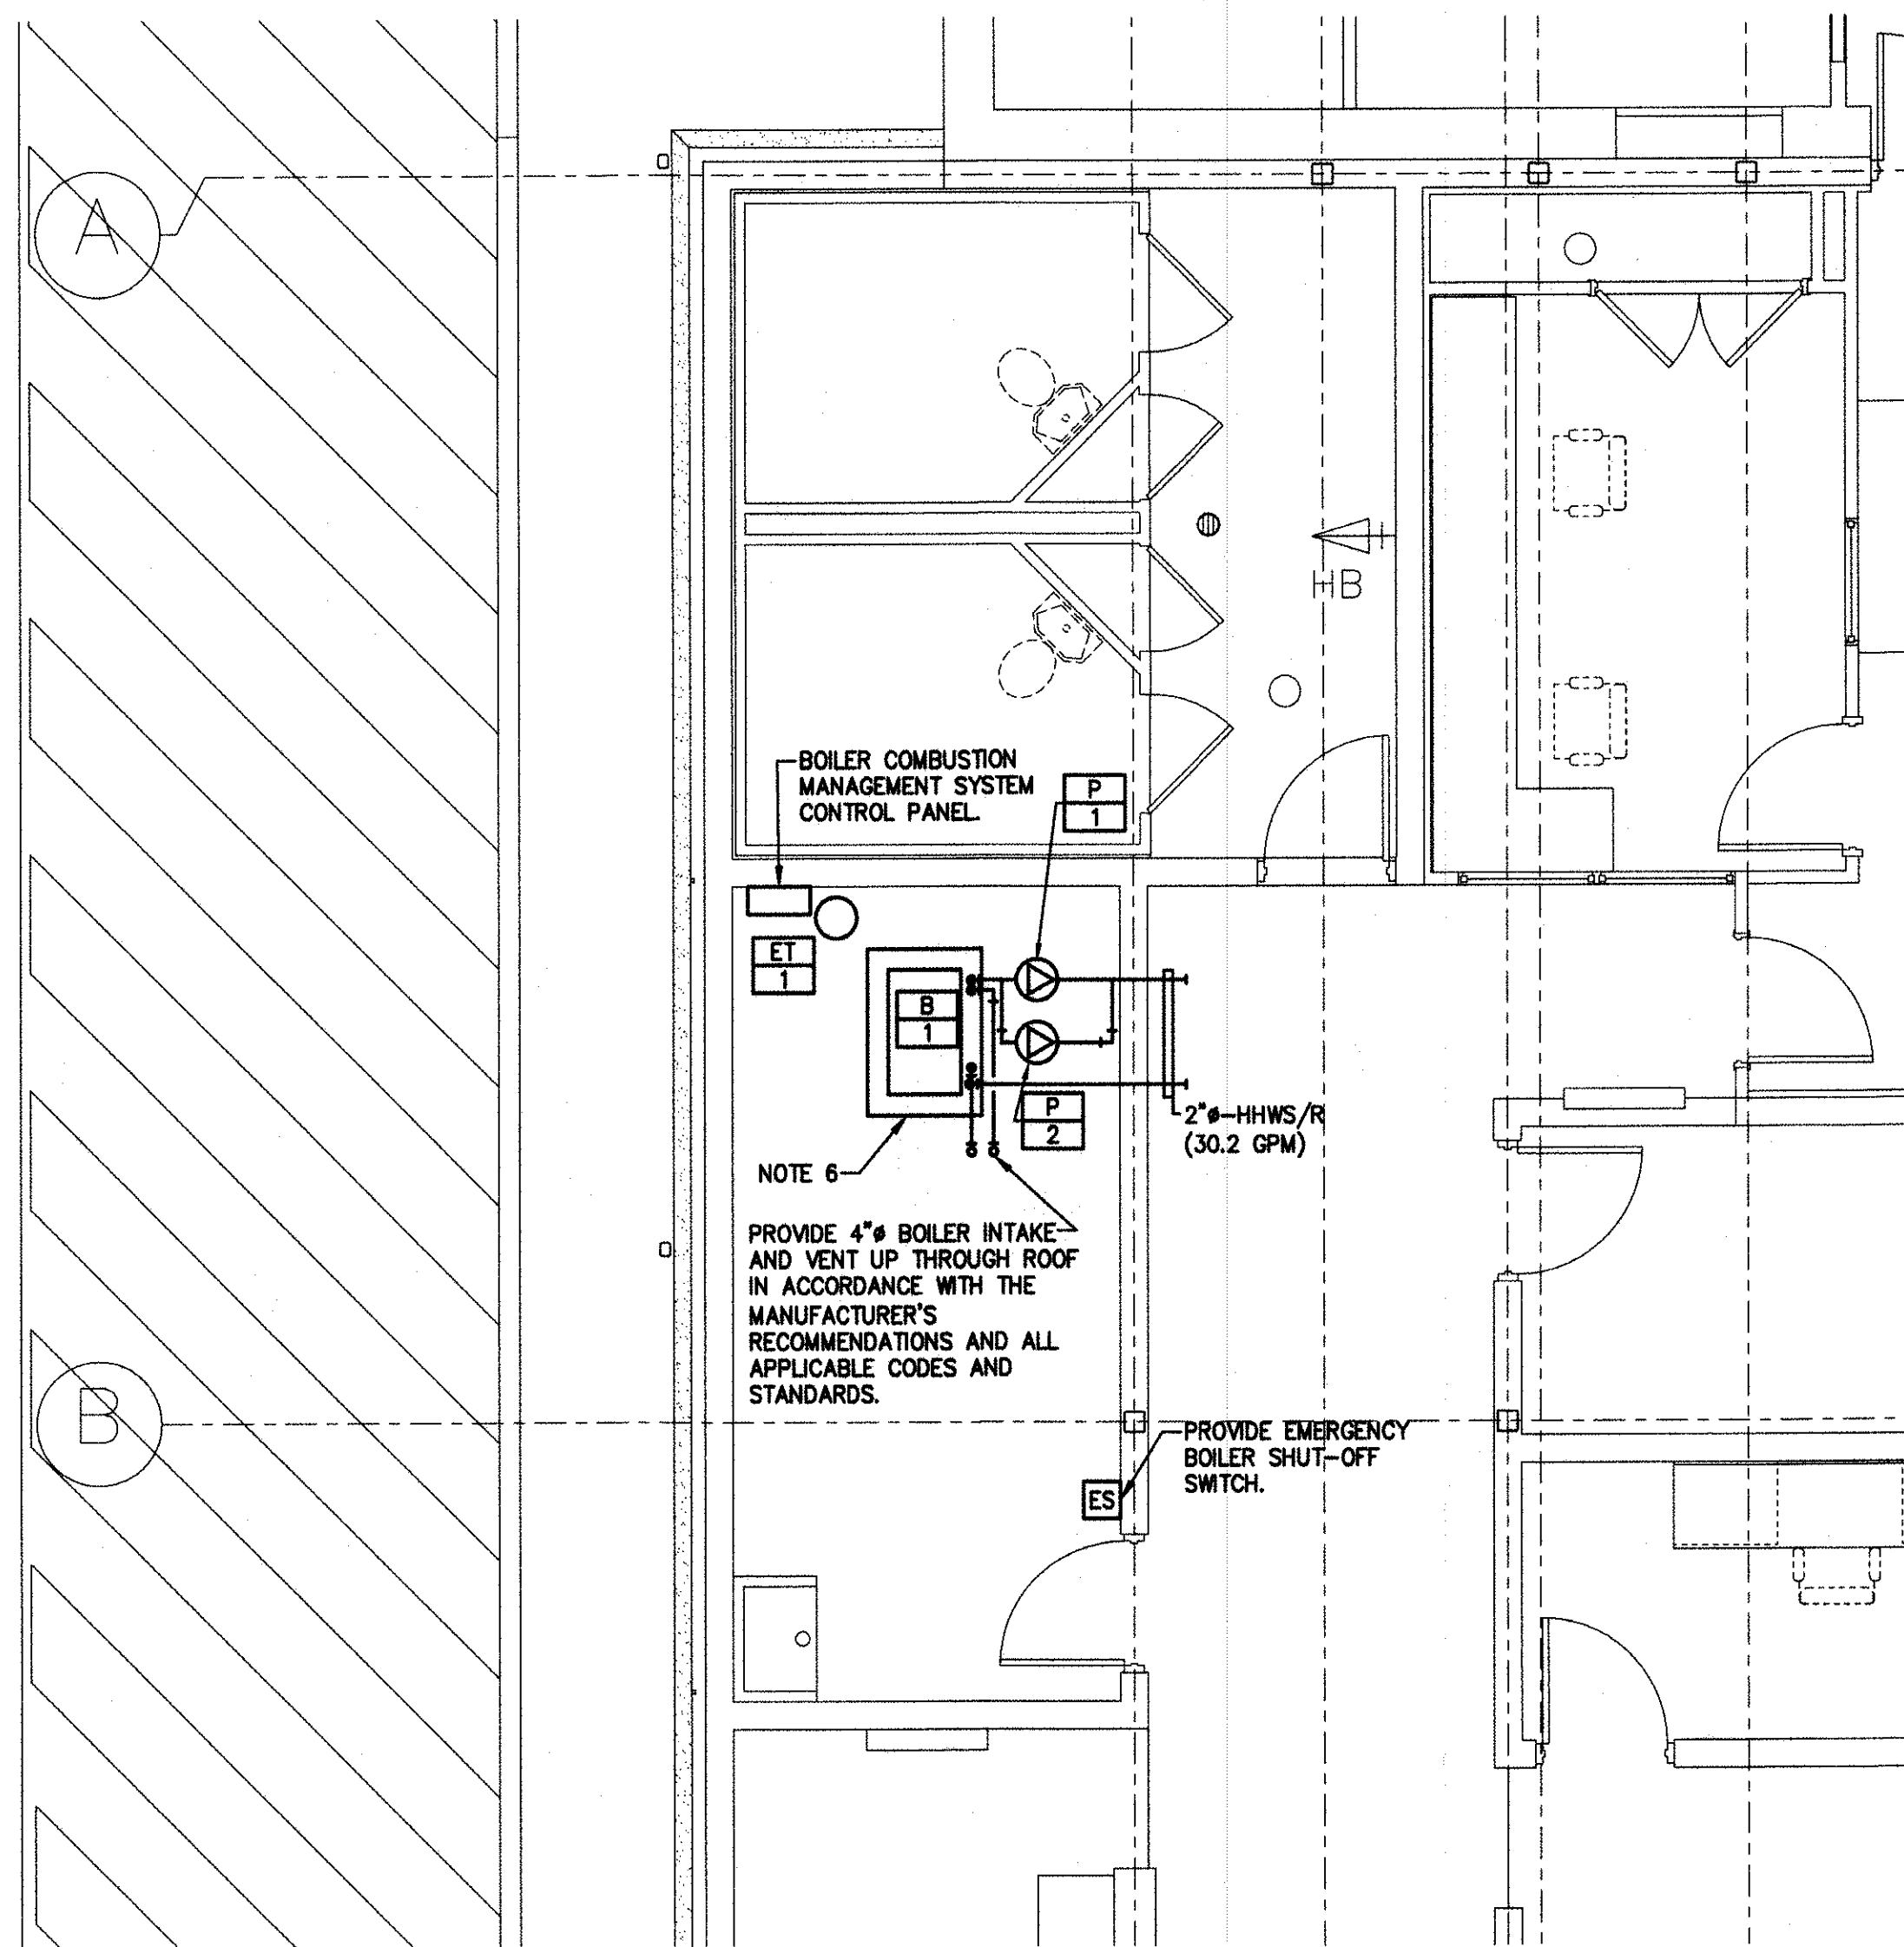 A
HB
BOILER COMBUSTION
MANAGEMENT SYSTEM
CONTROL PANEL.
P
1
ET
1
B
1
P
2
2"ø-HHWS/R
(30.2 GPM)
NOTE 6
PROVIDE 4"ø BOILER INTAKE
AND VENT UP THROUGH ROOF
IN ACCORDANCE WITH THE
MANUFACTURER'S
RECOMMENDATIONS AND ALL
APPLICABLE CODES AND
STANDARDS.
B
PROVIDE EMERGENCY
BOILER SHUT-OFF
SWITCH.
ES